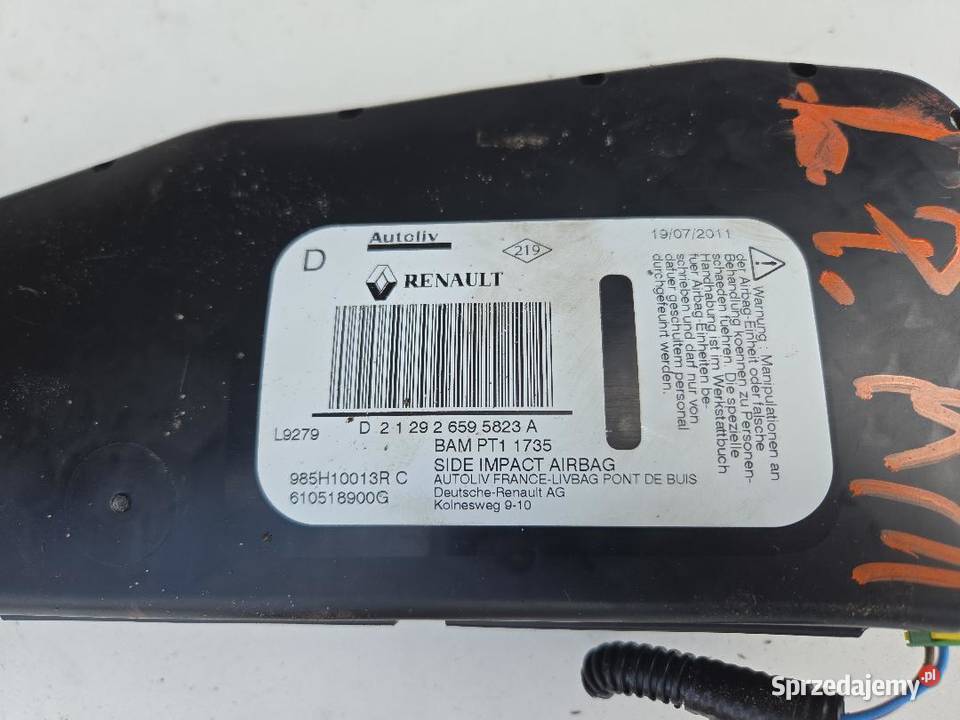 D
Autoliv
219
19/07/2011
RENAULT
Warnung : Manipulationen an
der Airbag-Einheit oder falsche
Behandlung koennen zu Personen-
schaeden fuehren. Die spezielle
Handhabung ist im Werkstattbuch
fuer Airbag-Einheiten be-
schrieben und darf nur von
dafuer geschultem personal
durchgefuehrt werden.
L9279
D 2 1 29 2 659 5823 A
BAM PT1 1735
SIDE IMPACT AIRBAG
985H10013R C
AUTOLIV FRANCE-LIVBAG PONT DE BUIS
610518900G
Deutsche-Renault AG
Kolnesweg 9-10
Sprzedajemy.pl